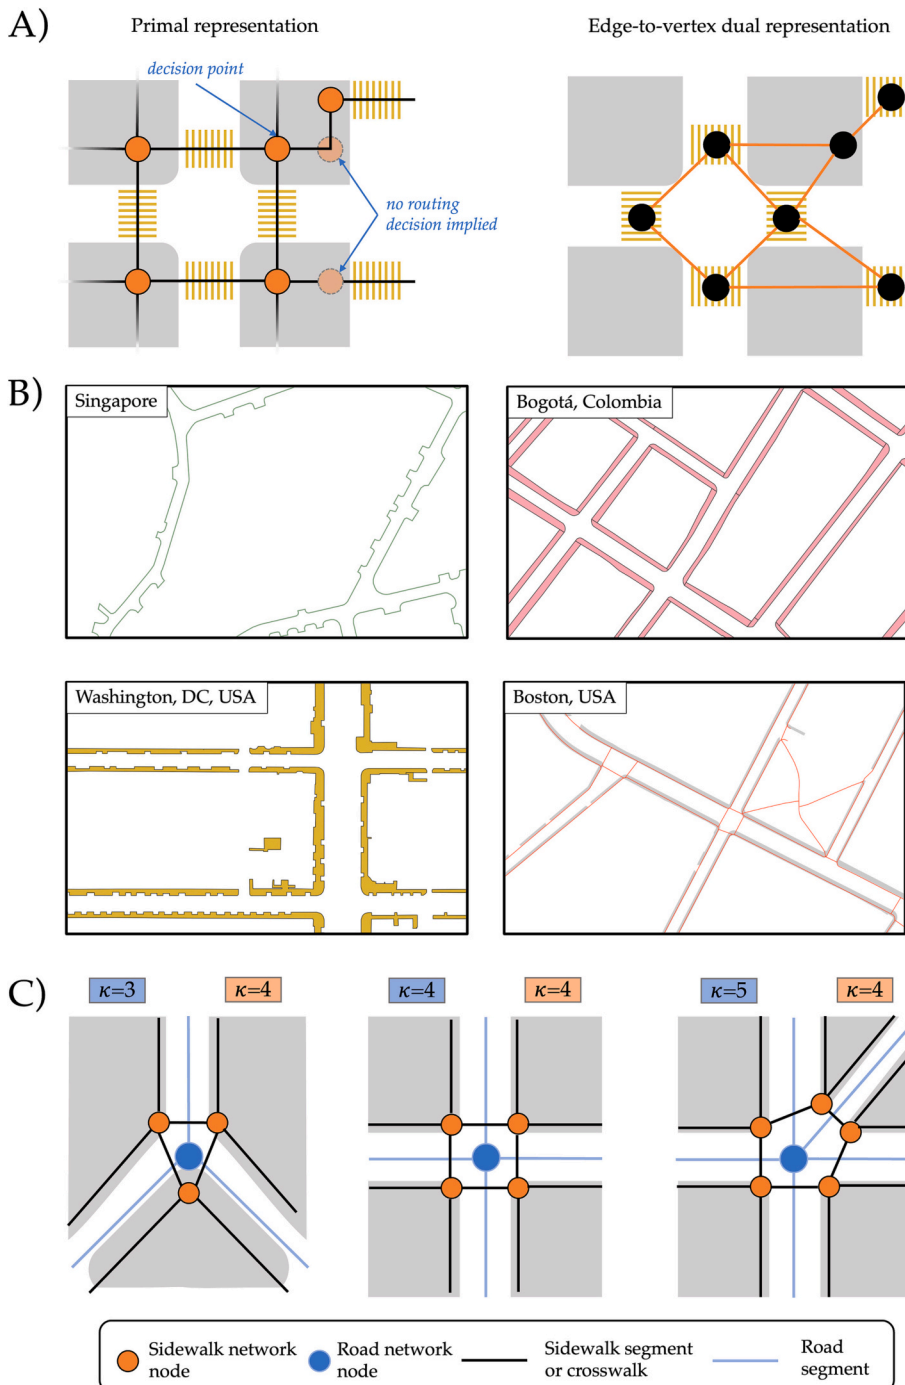 A)
Primal representation
Edge-to-vertex dual representation
decision point
no routing
decision implied
B)
Singapore
Bogotá, Colombia
Washington, DC, USA
Boston, USA
C)
κ=3
κ=4
κ=4
κ=4
κ=5
κ=4
Sidewalk network
node
Road network
node
Sidewalk segment
or crosswalk
Road
segment